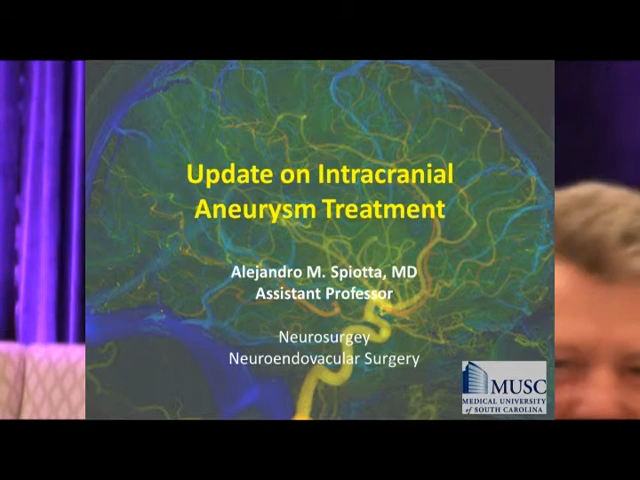 Update on Intracranial
Aneurysm Treatment
Alejandro M. Spiotta, MD
Assistant Professor
Neurosurgey
Neuroendovacular Surgery
MUSC
MEDICAL UNIVERSITY
of SOUTH CAROLINA